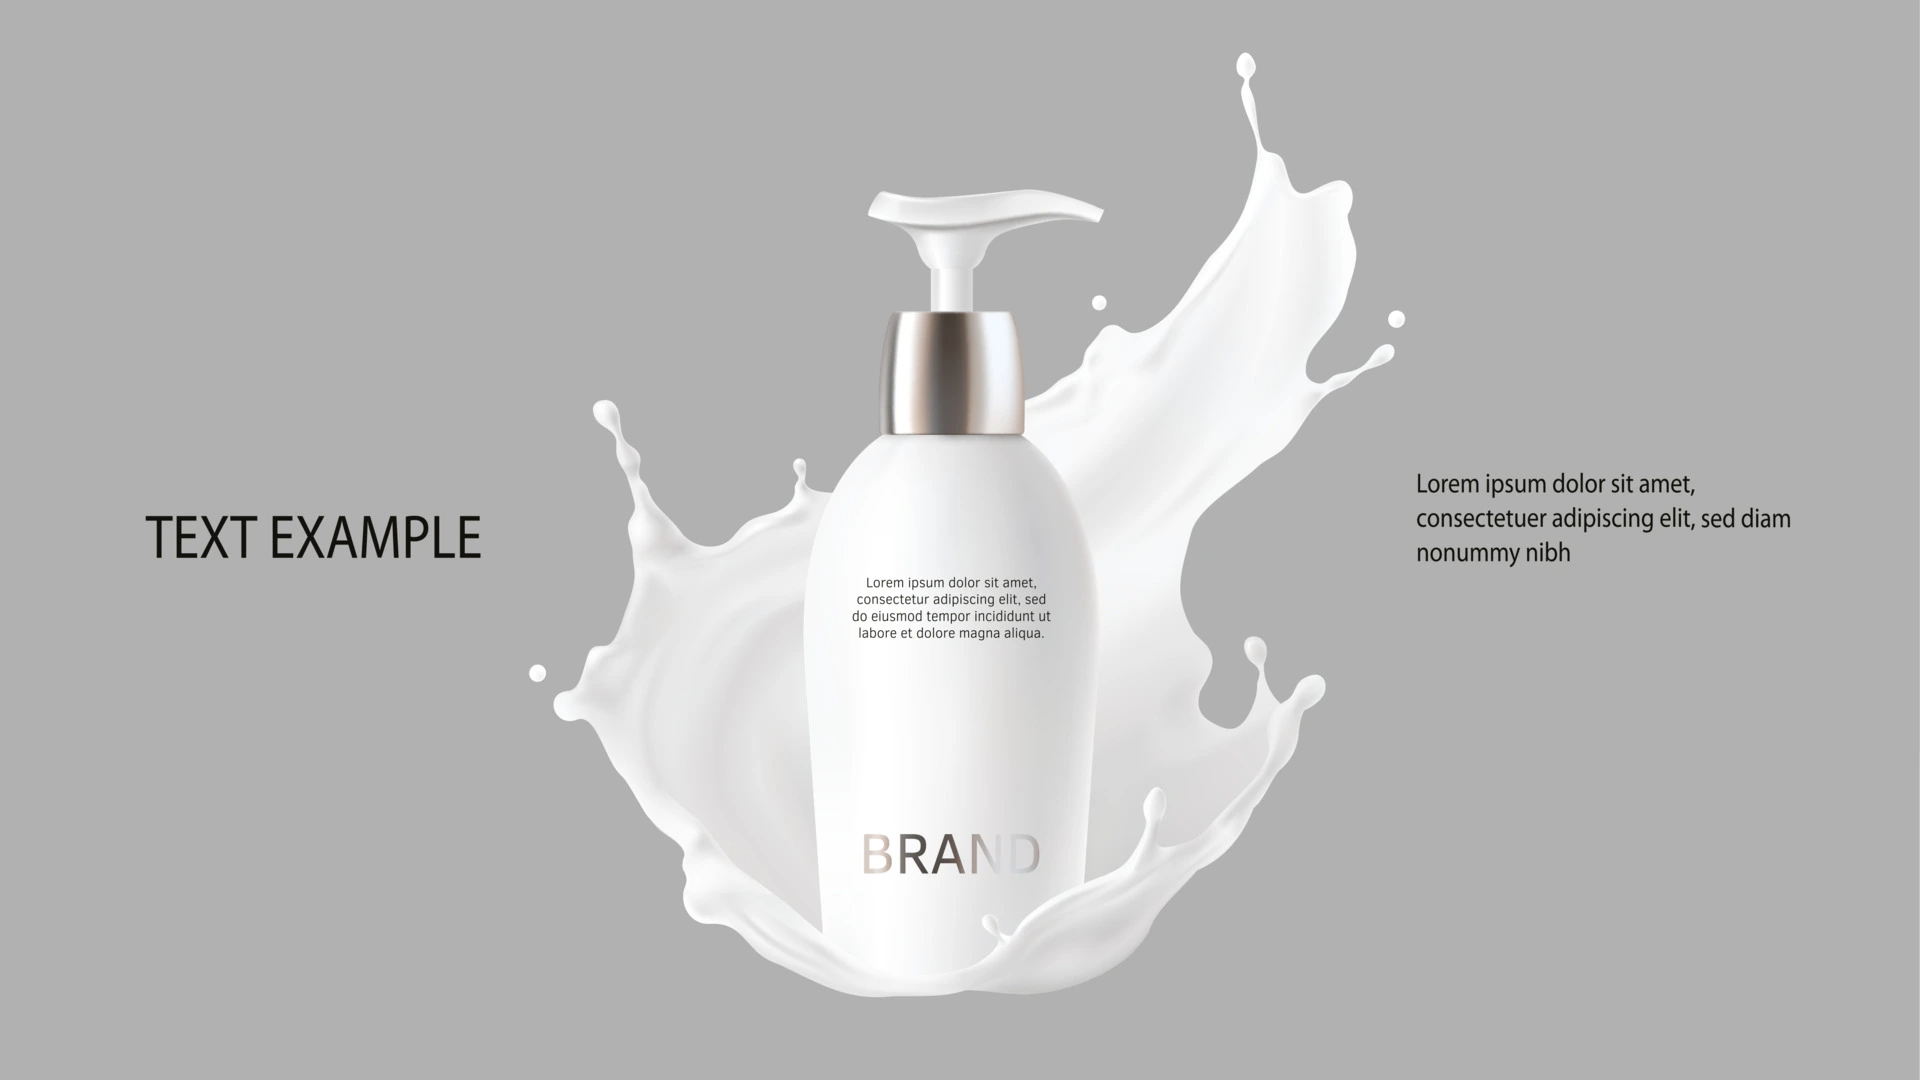 TEXT EXAMPLE
Lorem ipsum dolor sit amet,
consectetur adipiscing elit, sed
do eiusmod tempor incididunt ut
labore et dolore magna aliqua.
BRAND
Lorem ipsum dolor sit amet,
consectetuer adipiscing elit, sed diam
nonummy nibh